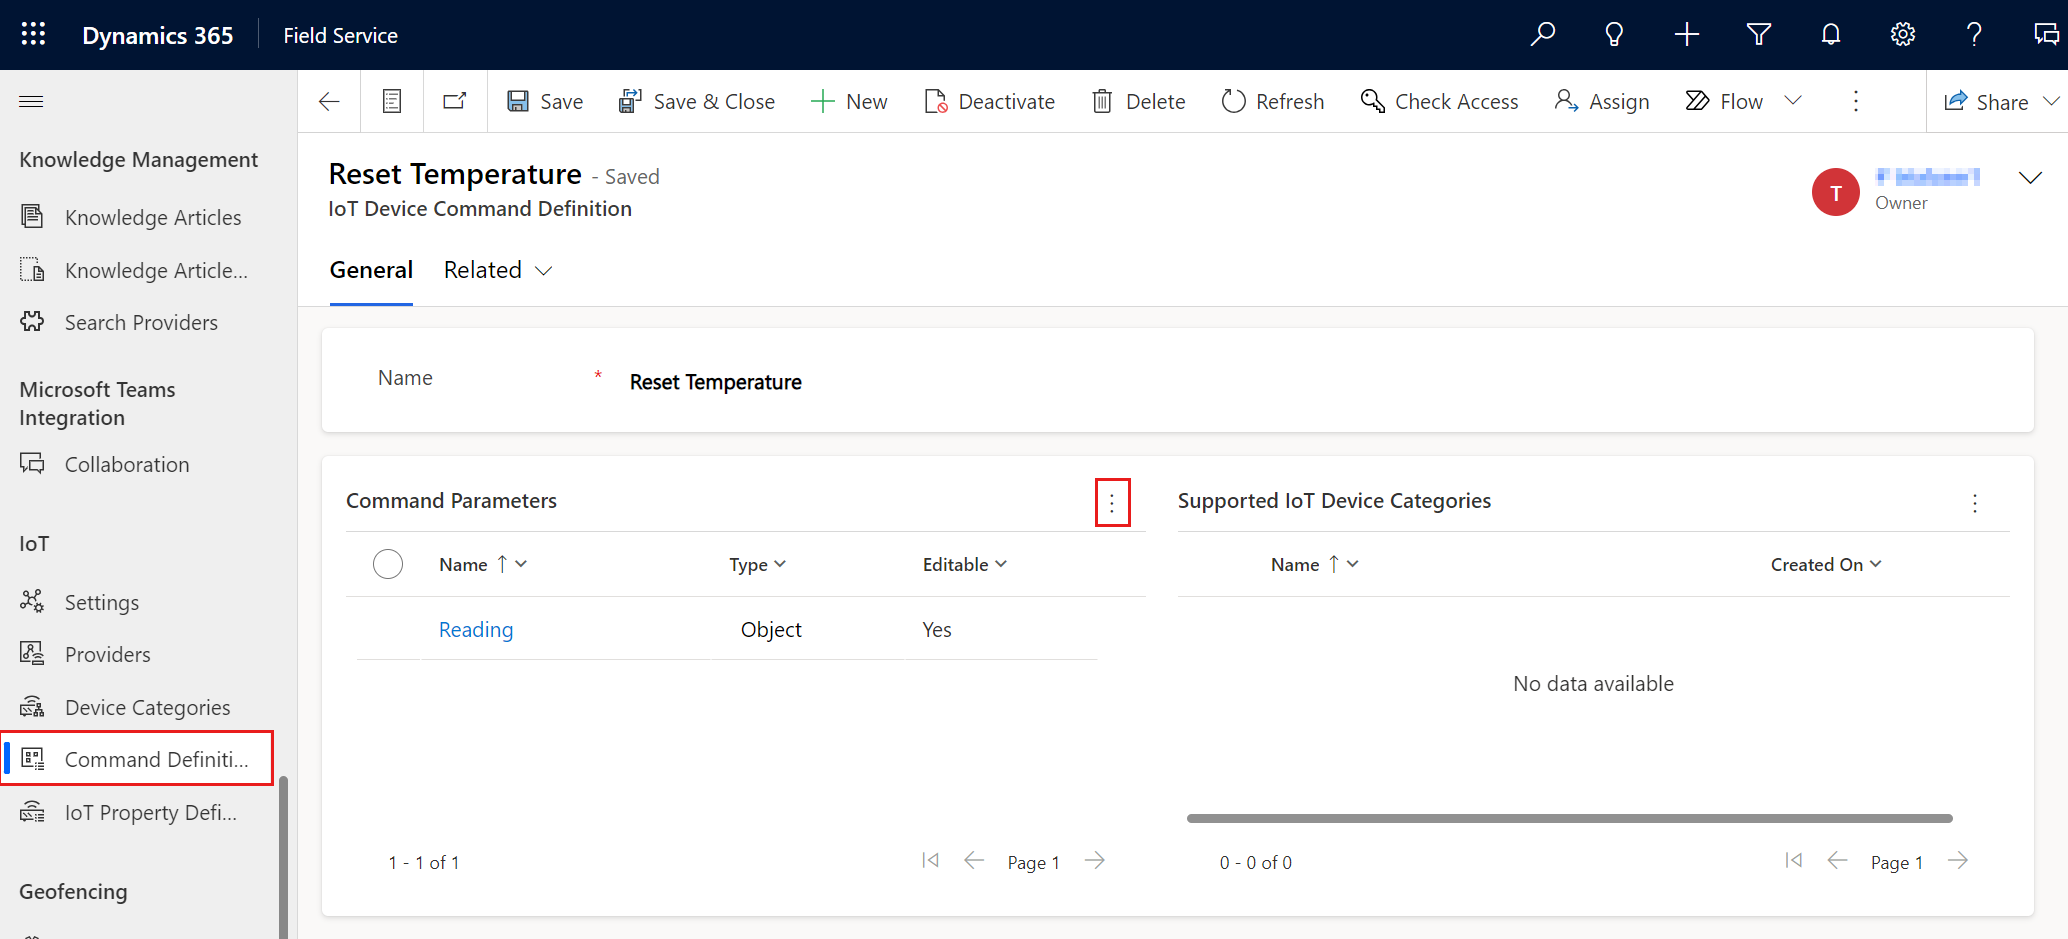 Dynamics 365 Field Service
Save Save & Close New Deactivate Delete Refresh Check Access Assign Flow Share
Knowledge Management
Knowledge Articles
Knowledge Article...
Search Providers
Microsoft Teams
Integration
Collaboration
IoT
Settings
Providers
Device Categories
Command Definiti...
IoT Property Defi...
Geofencing
Reset Temperature - Saved
IoT Device Command Definition
T
Owner
General Related
Name * Reset Temperature
Command Parameters
Name Type Editable
Reading Object Yes
1 - 1 of 1 Page 1
Supported IoT Device Categories
Name Created On
No data available
0 - 0 of 0 Page 1